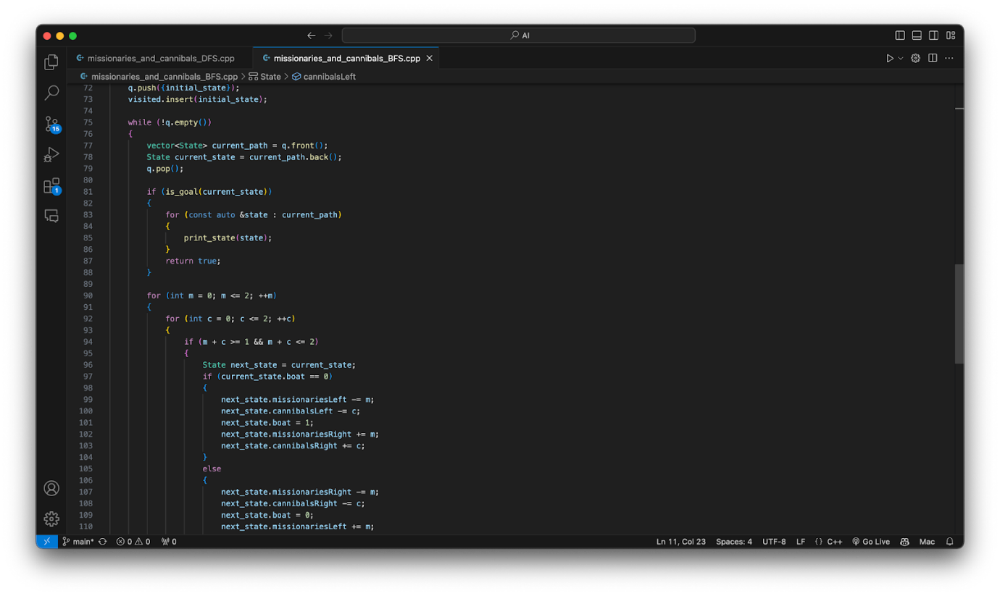 AI
missionaries_and_cannibals_DFS.cpp
missionaries_and_cannibals_BFS.cpp
missionaries_and_cannibals_BFS.cpp > State > cannibalsLeft
15
1
72 q.push({initial_state});
73 visited.insert(initial_state);
74
75 while (!q.empty())
76 {
77 vector<State> current_path = q.front();
78 State current_state = current_path.back();
79 q.pop();
80
81 if (is_goal(current_state))
82 {
83 for (const auto &state : current_path)
84 {
85 print_state(state);
86 }
87 return true;
88 }
89
90 for (int m = 0; m <= 2; ++m)
91 {
92 for (int c = 0; c <= 2; ++c)
93 {
94 if (m + c >= 1 && m + c <= 2)
95 {
96 State next_state = current_state;
97 if (current_state.boat == 0)
98 {
99 next_state.missionariesLeft -= m;
100 next_state.cannibalsLeft -= c;
101 next_state.boat = 1;
102 next_state.missionariesRight += m;
103 next_state.cannibalsRight += c;
104 }
105 else
106 {
107 next_state.missionariesRight -= m;
108 next_state.cannibalsRight -= c;
109 next_state.boat = 0;
110 next_state.missionariesLeft += m;
main* 0 0 0 Ln 11, Col 23 Spaces: 4 UTF-8 LF {} C++ Go Live Mac